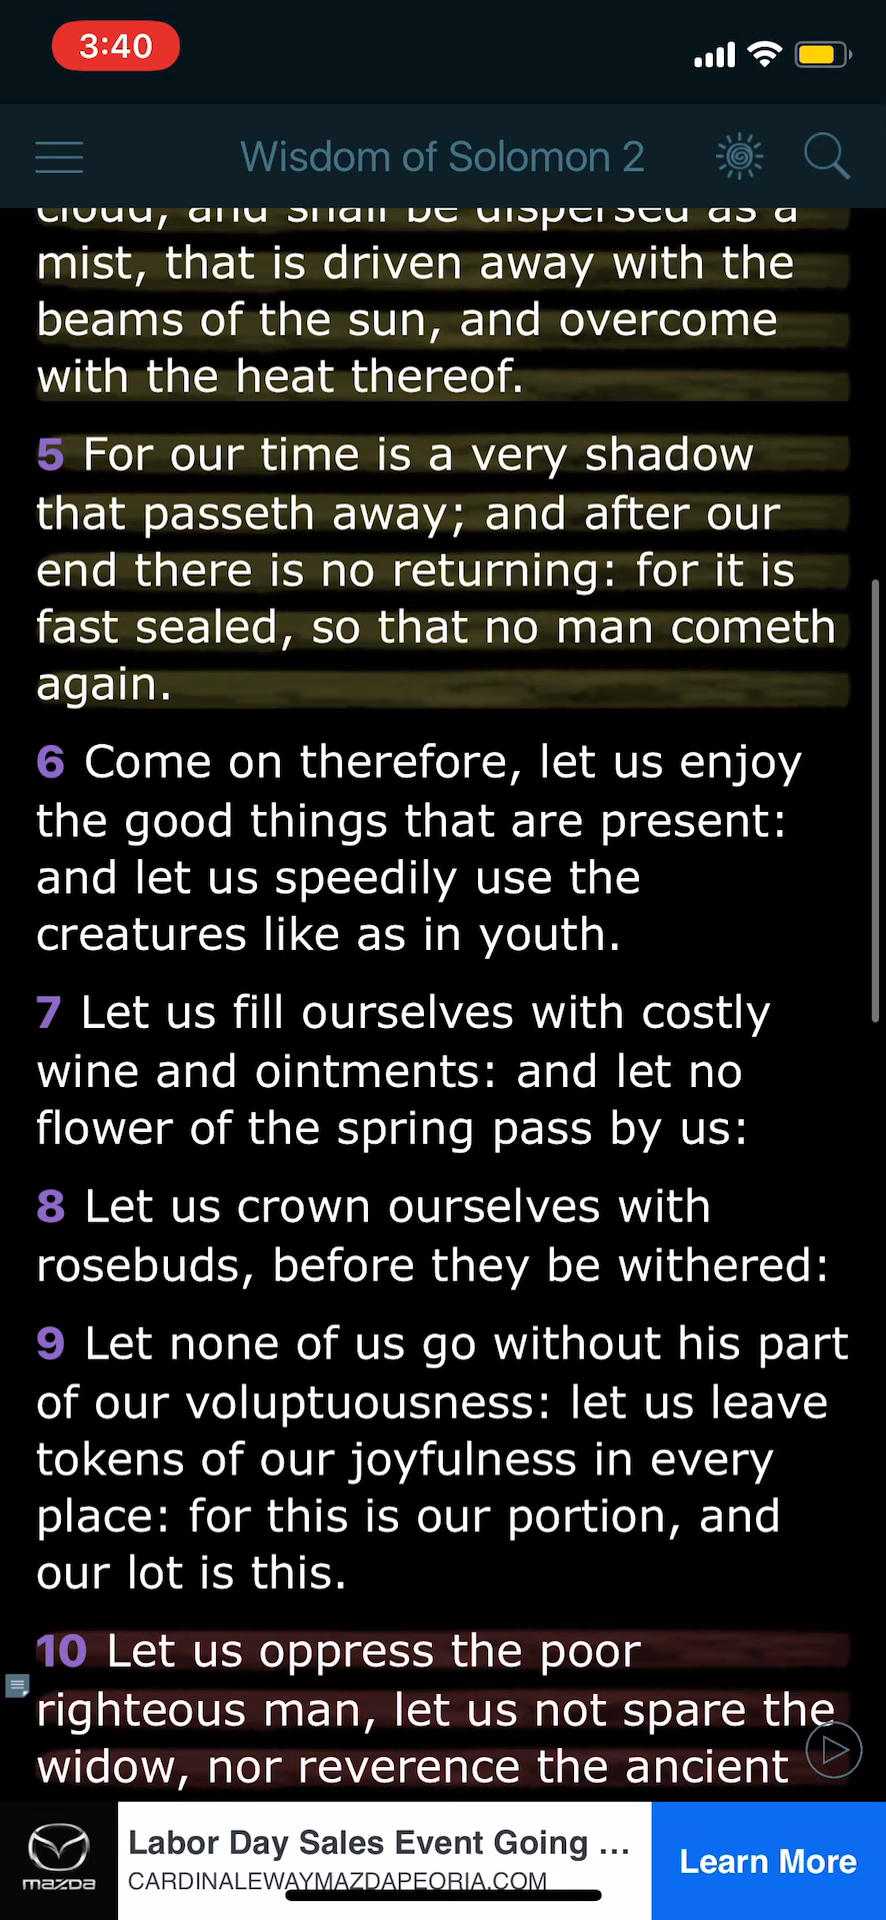 3:40
Wisdom of Solomon 2
cloud, and shall be dispersed as a
mist, that is driven away with the
beams of the sun, and overcome
with the heat thereof.
5 For our time is a very shadow
that passeth away; and after our
end there is no returning: for it is
fast sealed, so that no man cometh
again.
6 Come on therefore, let us enjoy
the good things that are present:
and let us speedily use the
creatures like as in youth.
7 Let us fill ourselves with costly
wine and ointments: and let no
flower of the spring pass by us:
8 Let us crown ourselves with
rosebuds, before they be withered:
9 Let none of us go without his part
of our voluptuousness: let us leave
tokens of our joyfulness in every
place: for this is our portion, and
our lot is this.
10 Let us oppress the poor
righteous man, let us not spare the
widow, nor reverence the ancient
mazda
Labor Day Sales Event Going ...
CARDINALEWAYMAZDAPEORIA.COM
Learn More